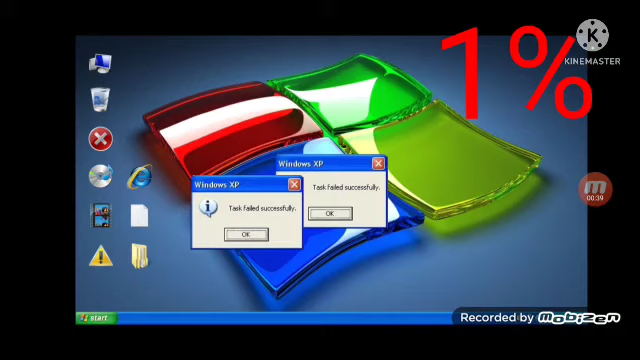 1%
KINEMASTER
Windows XP
Task failed successfully.
OK
Windows XP
Task failed successfully.
OK
00:39
start
Recorded by MOBIZEN